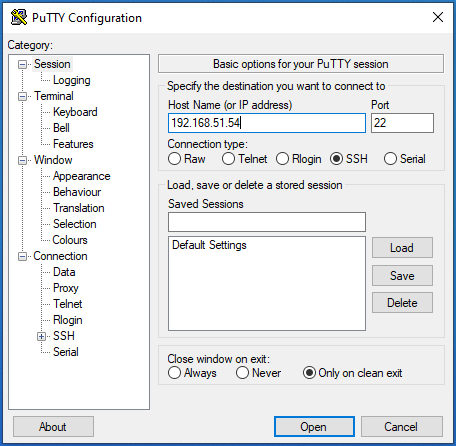 PuTTY Configuration
Category:
Session
Logging
Terminal
Keyboard
Bell
Features
Window
Appearance
Behaviour
Translation
Selection
Colours
Connection
Data
Proxy
Telnet
Rlogin
SSH
Serial
Basic options for your PuTTY session
Specify the destination you want to connect to
Host Name (or IP address) Port
192.168.51.54 22
Connection type:
Raw Telnet Rlogin SSH Serial
Load, save or delete a stored session
Saved Sessions
Default Settings
Load
Save
Delete
Close window on exit:
Always Never Only on clean exit
About Open Cancel